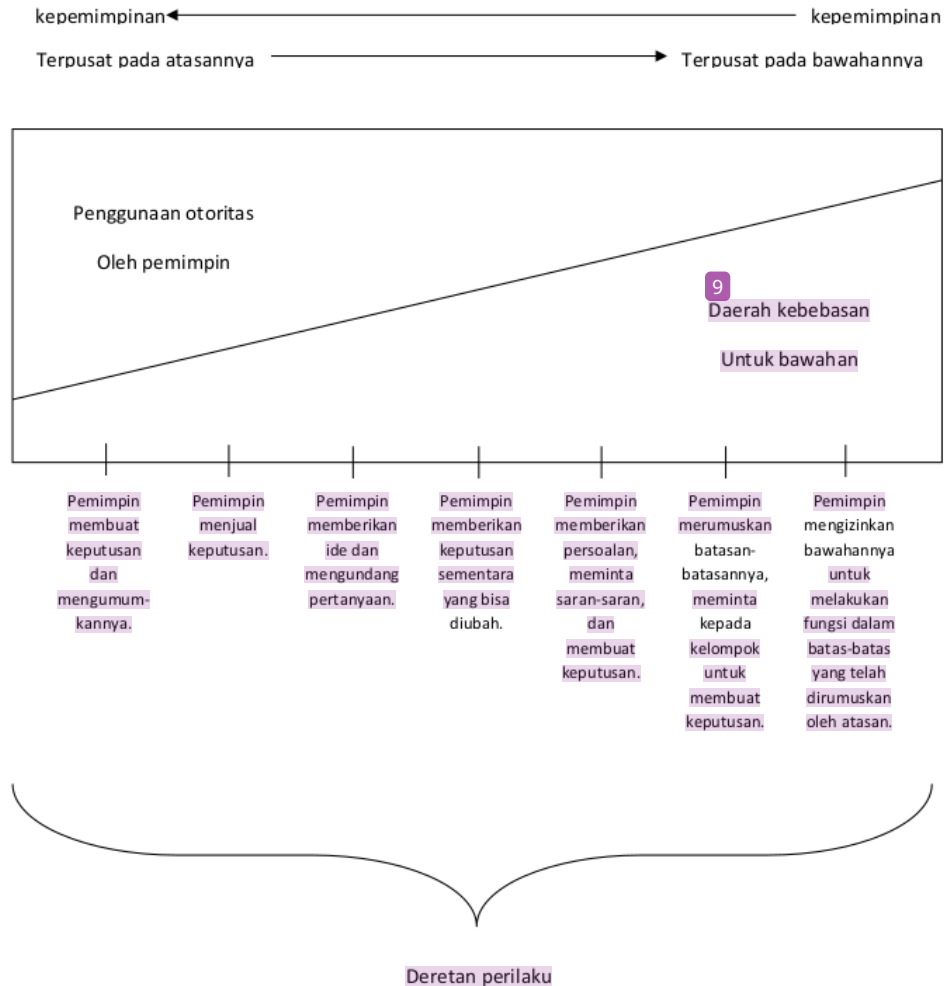 kepemimpinan kepemimpinan
Terpusat pada atasannya Terpusat pada bawahannya
Penggunaan otoritas
Oleh pemimpin
9
Daerah kebebasan
Untuk bawahan
Pemimpin
membuat
keputusan
dan
mengumum-
kannya.
Pemimpin
menjual
keputusan.
Pemimpin
memberikan
ide dan
mengundang
pertanyaan.
Pemimpin
memberikan
keputusan
sementara
yang bisa
diubah.
Pemimpin
memberikan
persoalan,
meminta
saran-saran,
dan
membuat
keputusan.
Pemimpin
merumuskan
batasan-
batasannya,
meminta
kepada
kelompok
untuk
membuat
keputusan.
Pemimpin
mengizinkan
bawahannya
untuk
melakukan
fungsi dalam
batas-batas
yang telah
dirumuskan
oleh atasan.
Deretan perilaku